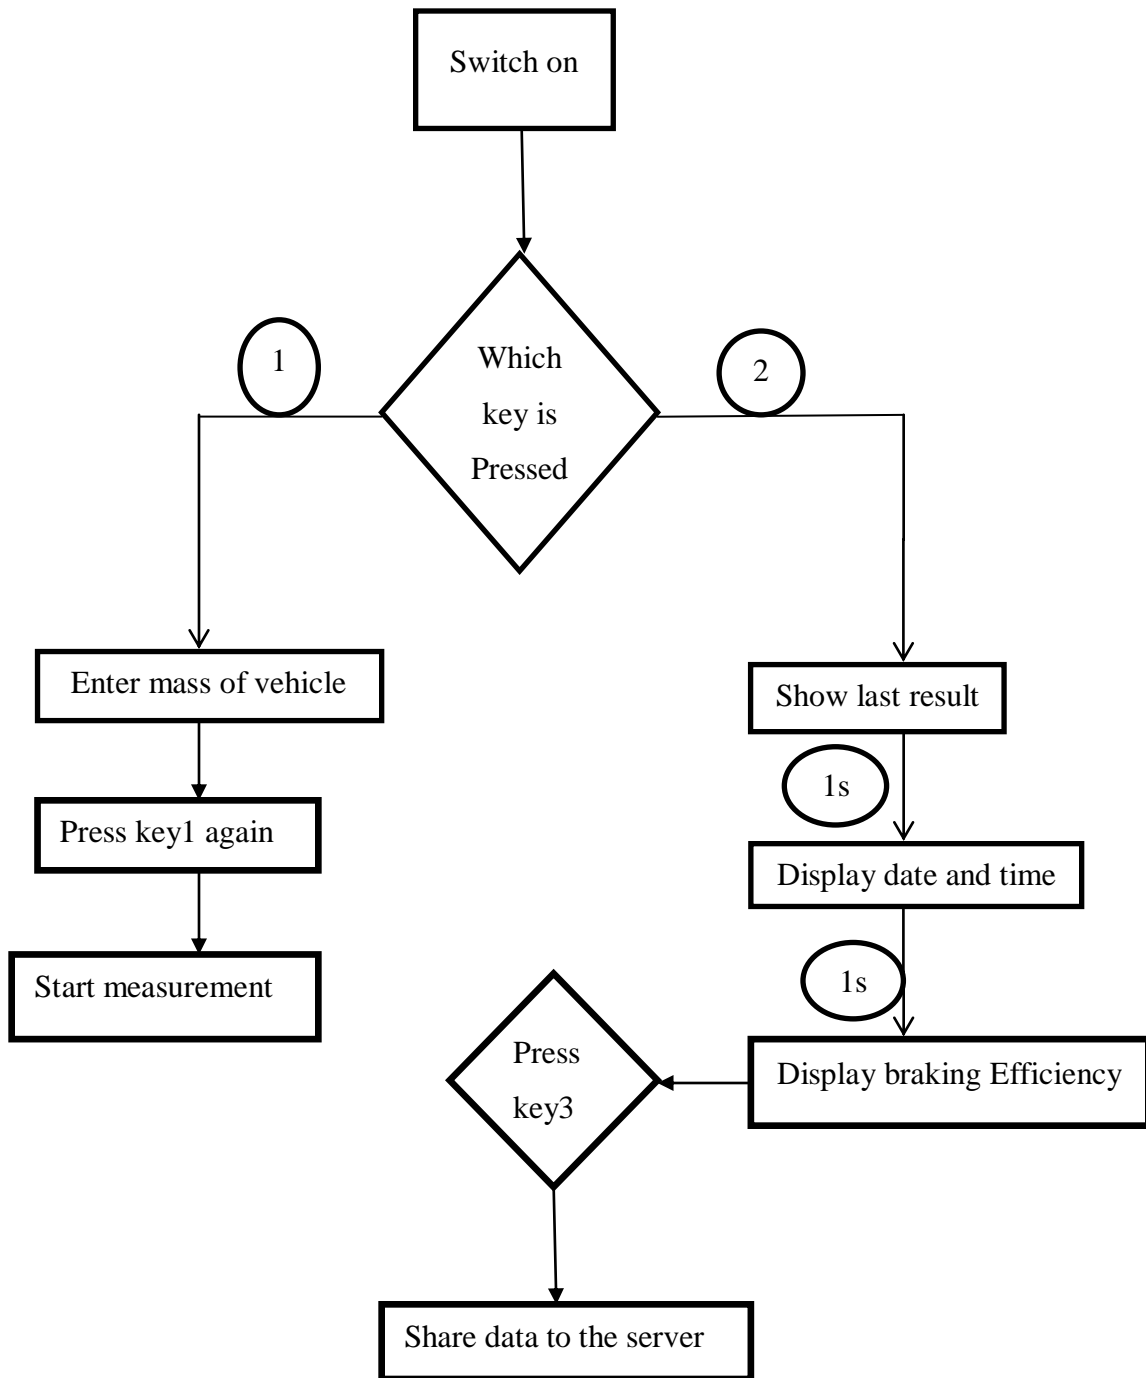 Switch on
1
Which
key is
Pressed
2
Enter mass of vehicle
Press key1 again
Start measurement
Show last result
1s
Display date and time
1s
Display braking Efficiency
Press
key3
Share data to the server